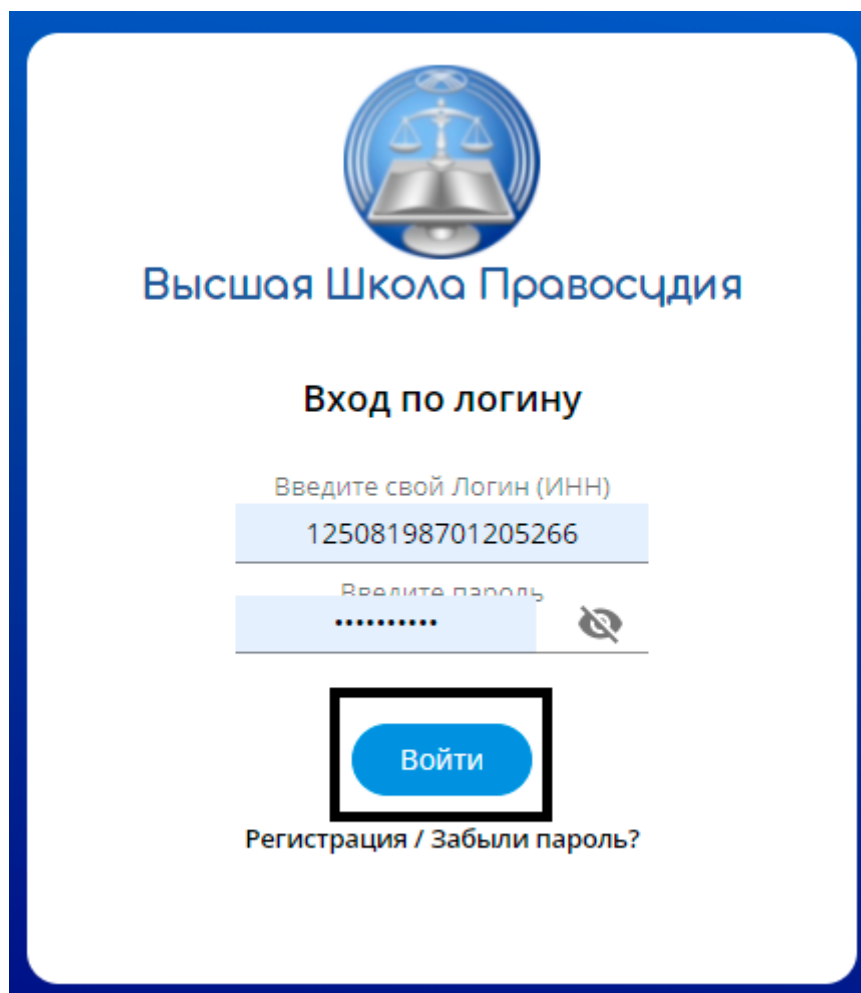 Высшая Школа Правосудия
Вход по логину
Введите свой Логин (ИНН)
12508198701205266
Введите пароль
••••••••••
Войти
Регистрация / Забыли пароль?